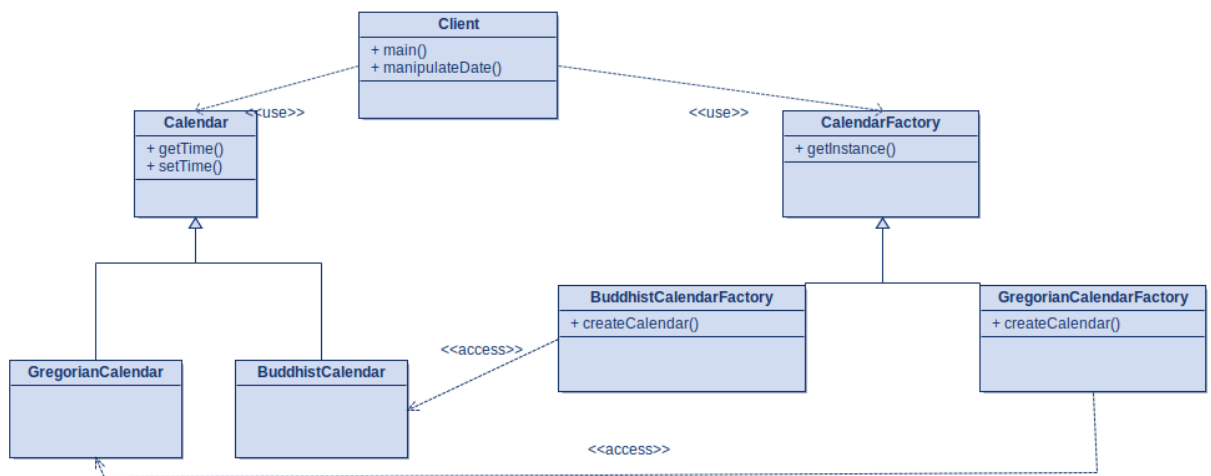 Client
+ main()
+ manipulateDate()
<<use>>
<<use>>
Calendar
+ getTime()
+ setTime()
CalendarFactory
+ getInstance()
BuddhistCalendarFactory
+ createCalendar()
GregorianCalendarFactory
+ createCalendar()
<<access>>
GregorianCalendar
BuddhistCalendar
<<access>>